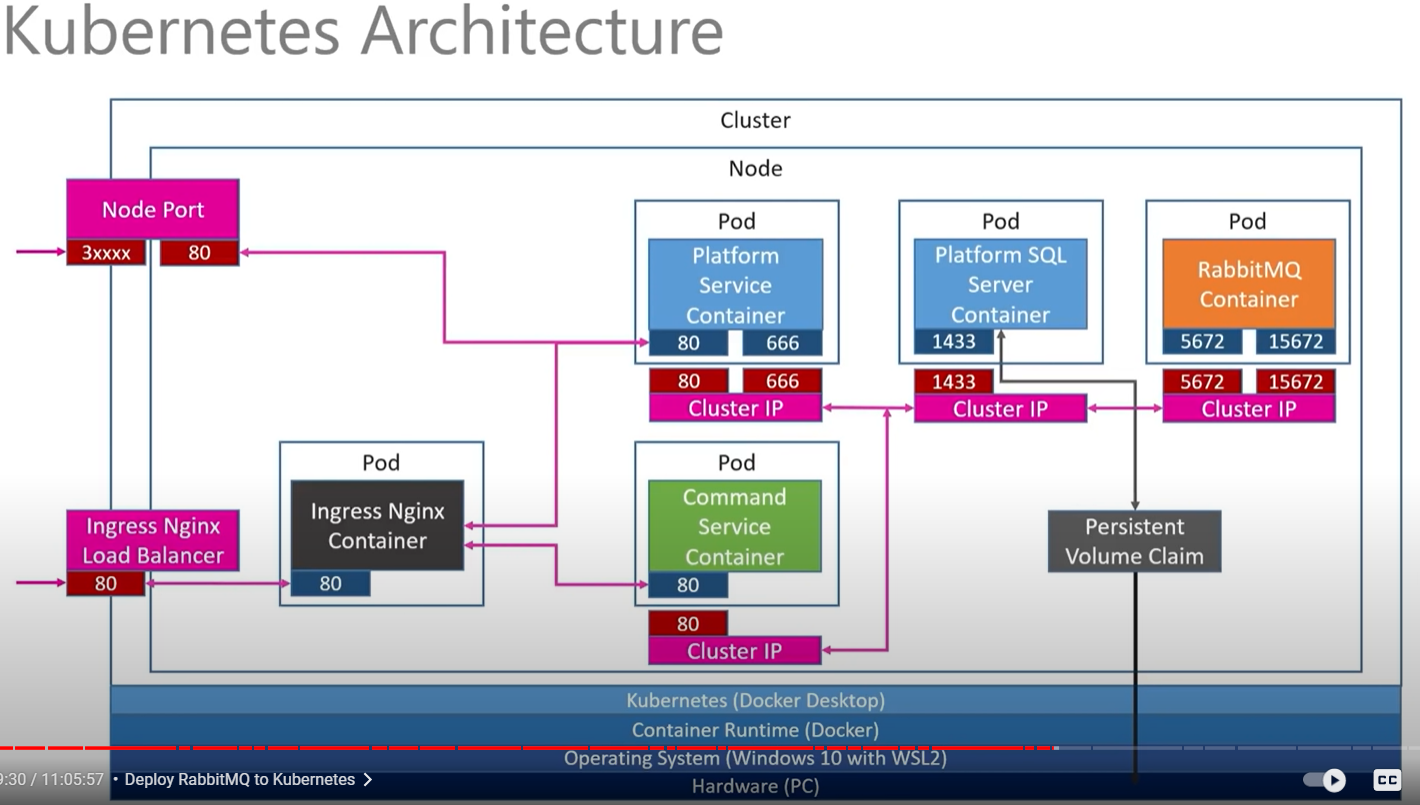 Kubernetes Architecture
Cluster
Node
Node Port
3xxxx
80
Pod
Platform
Service
Container
80
666
80
666
Cluster IP
Pod
Platform SQL
Server
Container
1433
1433
Cluster IP
Pod
RabbitMQ
Container
5672
15672
5672
15672
Cluster IP
Ingress Nginx
Load Balancer
80
Pod
Ingress Nginx
Container
80
Pod
Command
Service
Container
80
80
Cluster IP
Persistent
Volume Claim
Kubernetes (Docker Desktop)
Container Runtime (Docker)
Operating System (Windows 10 with WSL2)
Hardware (PC)
9:30 / 11:05:57 • Deploy RabbitMQ to Kubernetes
CC